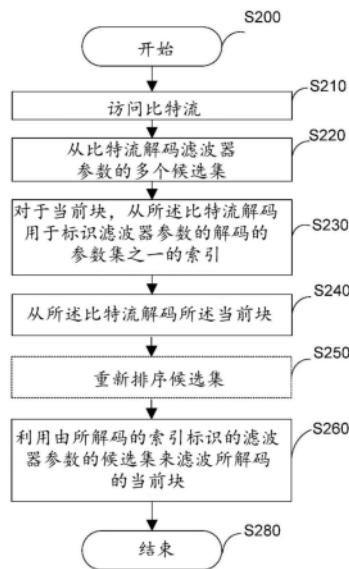 S200
开始
S210
访问比特流
S220
从比特流解码滤波器
参数的多个候选集
对于当前块，从所述比特流解码
用于标识滤波器参数的解码的
参数集之一的索引
S230
S240
从所述比特流解码所述当前块
S250
重新排序候选集
S260
利用由所解码的索引标识的滤波
器参数的候选集来滤波所解码
的当前块
S280
结束